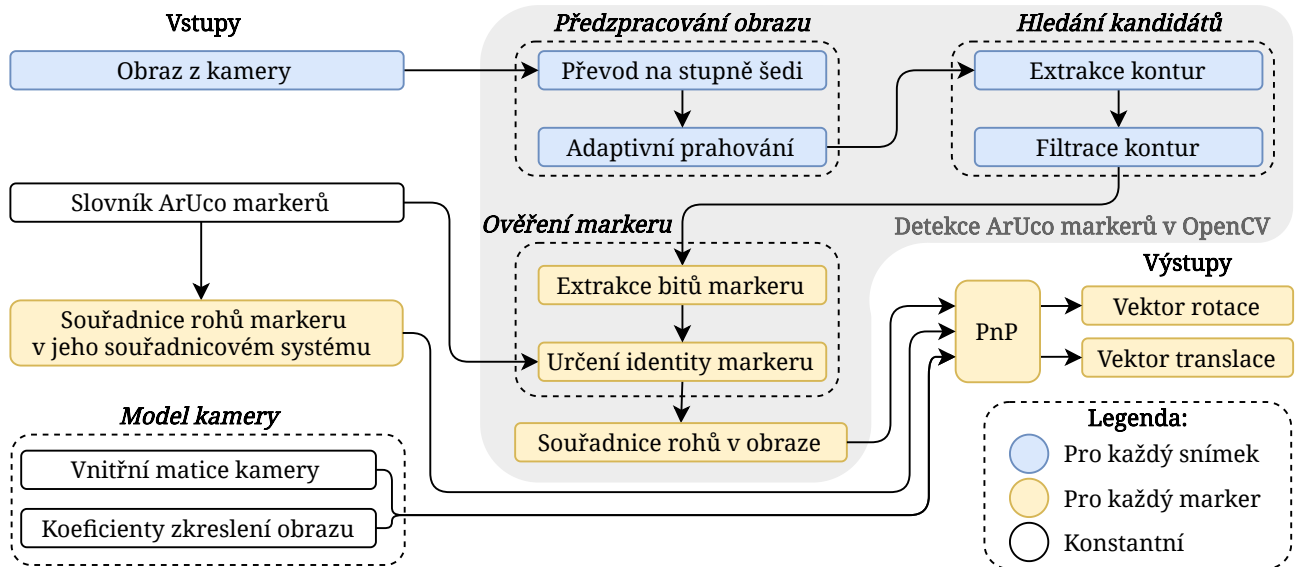 Vstupy
Předzpracování obrazu
Hledání kandidátů
Obraz z kamery
Převod na stupně šedi
Extrakce kontur
Adaptivní prahování
Filtrace kontur
Slovník ArUco markerů
Ověření markeru
Detekce ArUco markerů v OpenCV
Výstupy
Extrakce bitů markeru
Souřadnice rohů markeru
v jeho souřadnicovém systému
PnP
Vektor rotace
Určení identity markeru
Vektor translace
Model kamery
Souřadnice rohů v obraze
Legenda:
Vnitřní matice kamery
Pro každý snímek
Pro každý marker
Koeficienty zkreslení obrazu
Konstantní